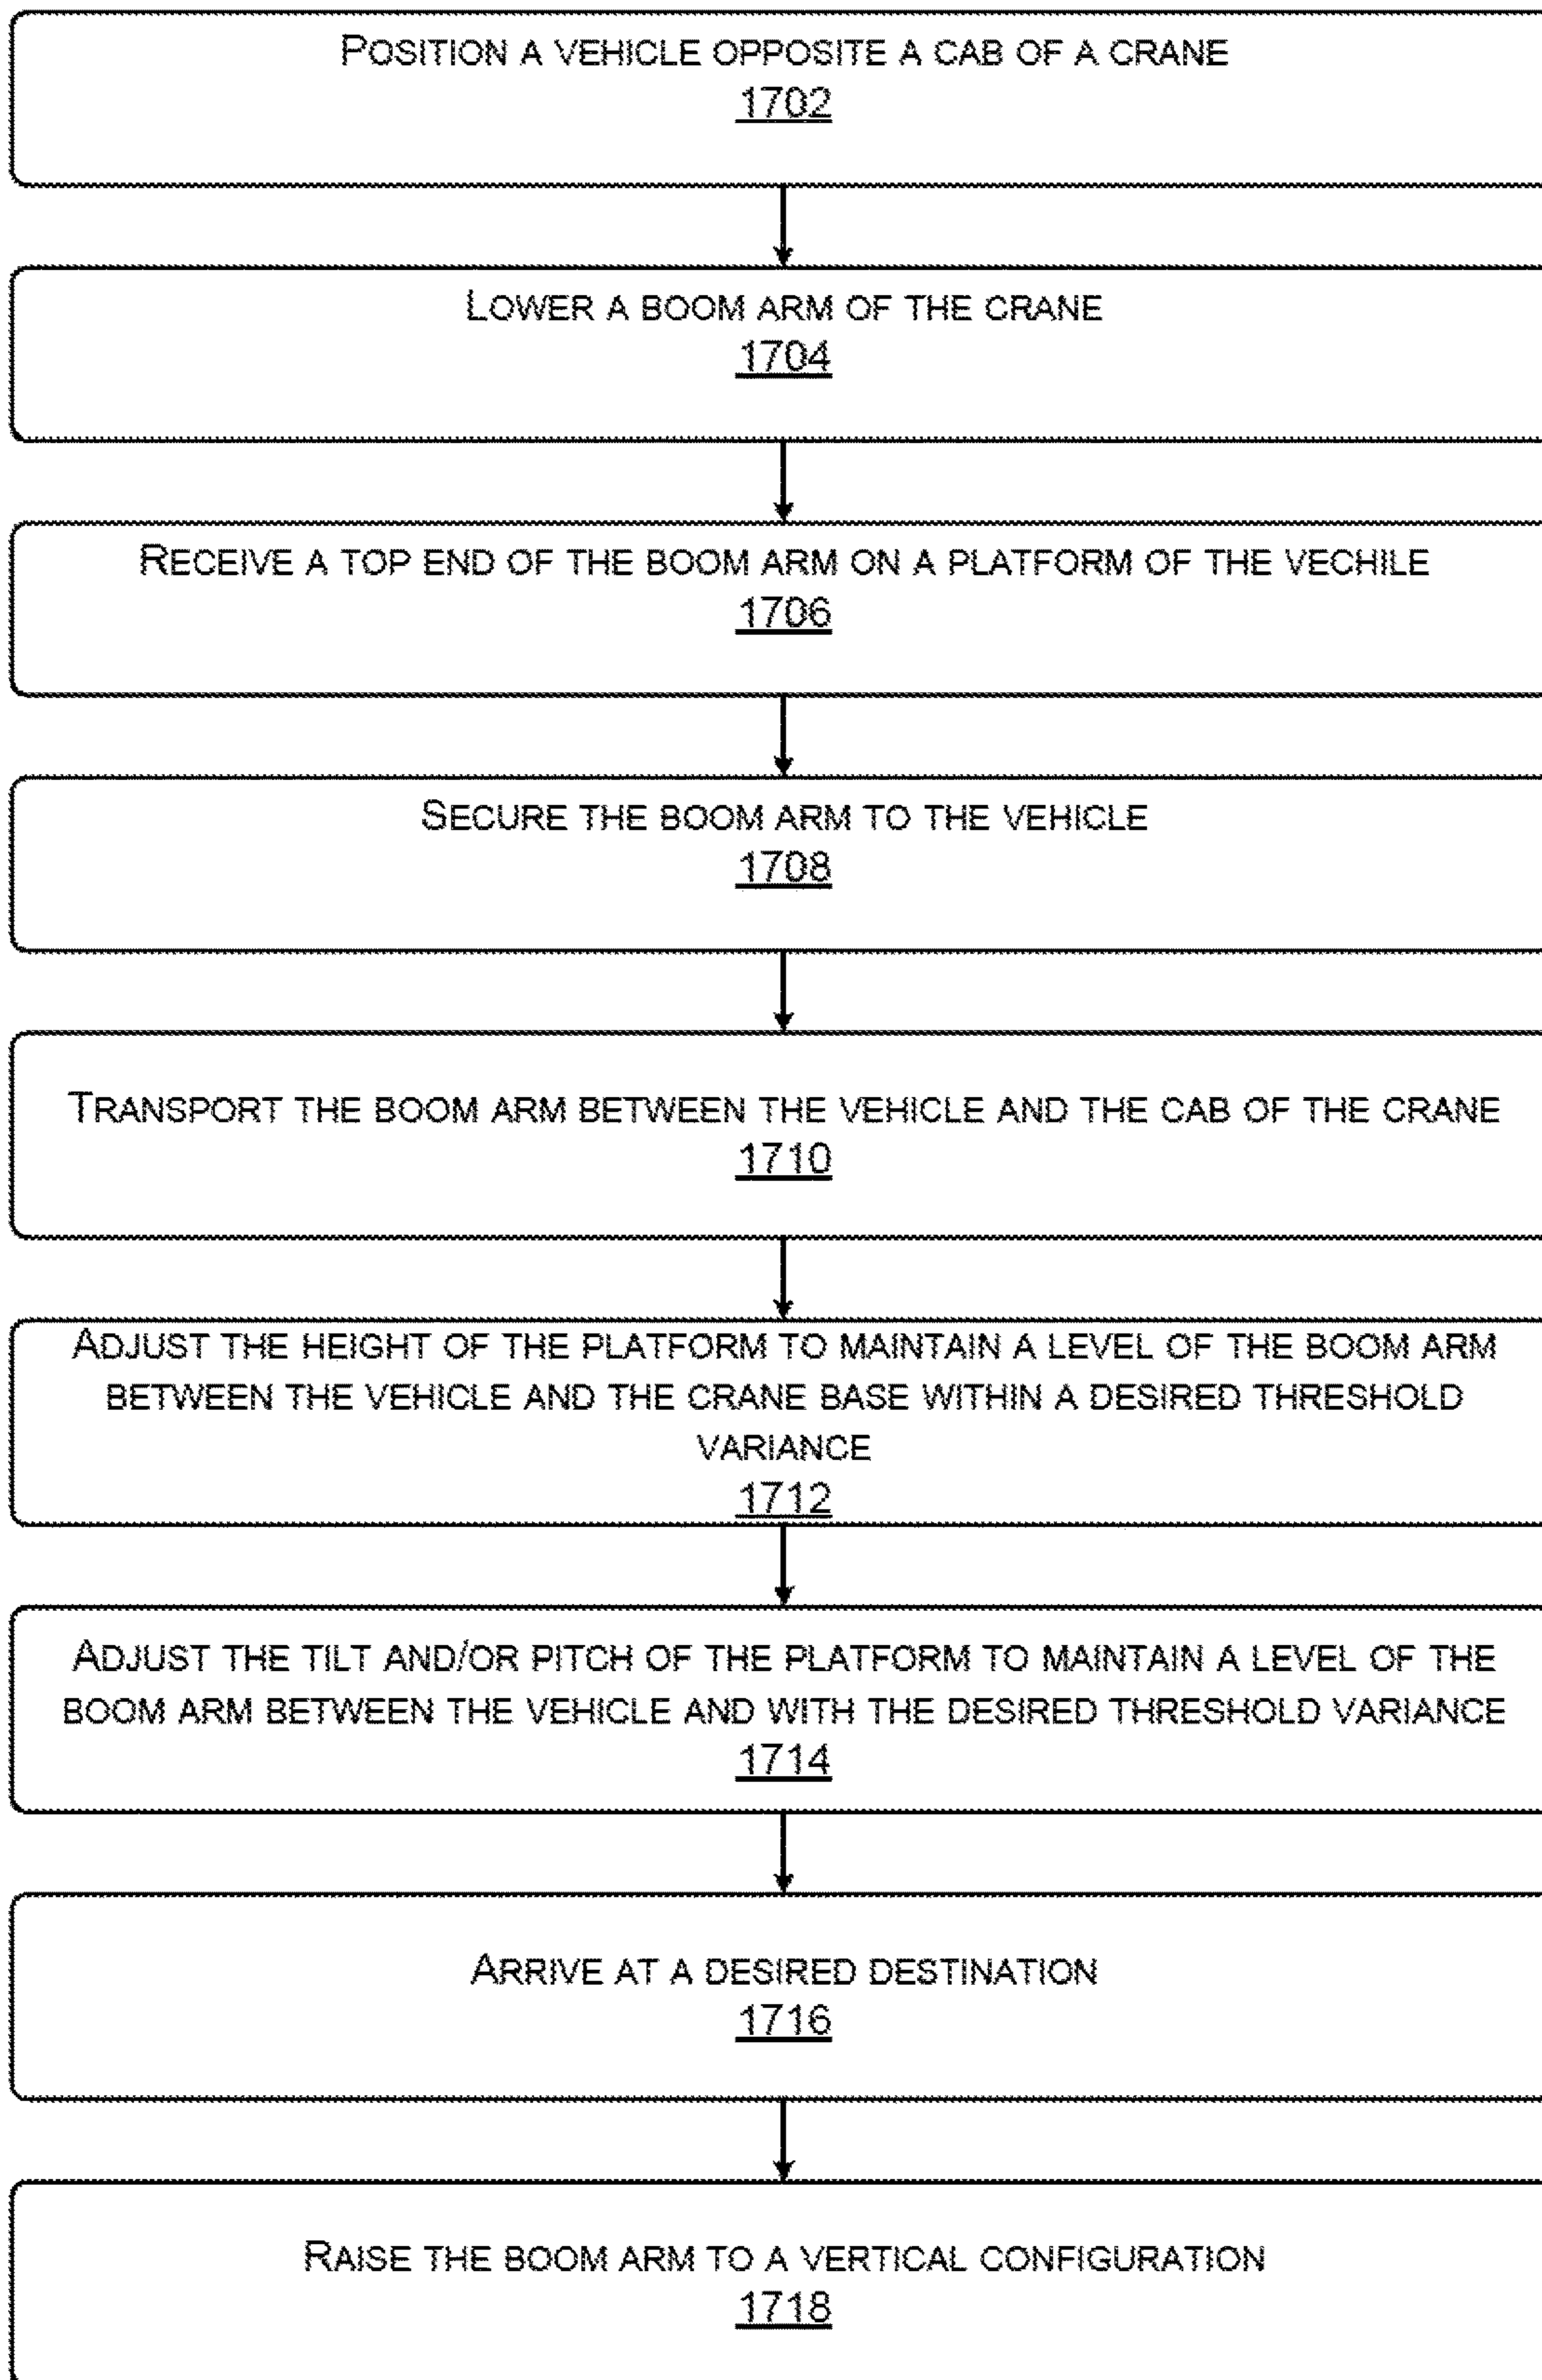 POSITION A VEHICLE OPPOSITE A CAB OF A CRANE
1702
LOWER A BOOM ARM OF THE CRANE
1704
RECEIVE A TOP END OF THE BOOM ARM ON A PLATFORM OF THE VECHILE
1706
SECURE THE BOOM ARM TO THE VEHICLE
1708
TRANSPORT THE BOOM ARM BETWEEN THE VEHICLE AND THE CAB OF THE CRANE
1710
ADJUST THE HEIGHT OF THE PLATFORM TO MAINTAIN A LEVEL OF THE BOOM ARM
BETWEEN THE VEHICLE AND THE CRANE BASE WITHIN A DESIRED THRESHOLD
VARIANCE
1712
ADJUST THE TILT AND/OR PITCH OF THE PLATFORM TO MAINTAIN A LEVEL OF THE
BOOM ARM BETWEEN THE VEHICLE AND WITH THE DESIRED THRESHOLD VARIANCE
1714
ARRIVE AT A DESIRED DESTINATION
1716
RAISE THE BOOM ARM TO A VERTICAL CONFIGURATION
1718